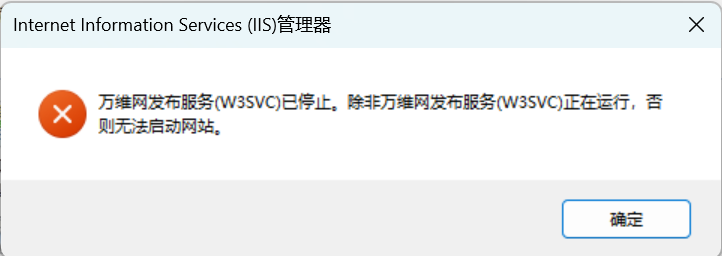 Internet Information Services (IIS)管理器
万维网发布服务(W3SVC)已停止。除非万维网发布服务(W3SVC)正在运行，否
则无法启动网站。
确定